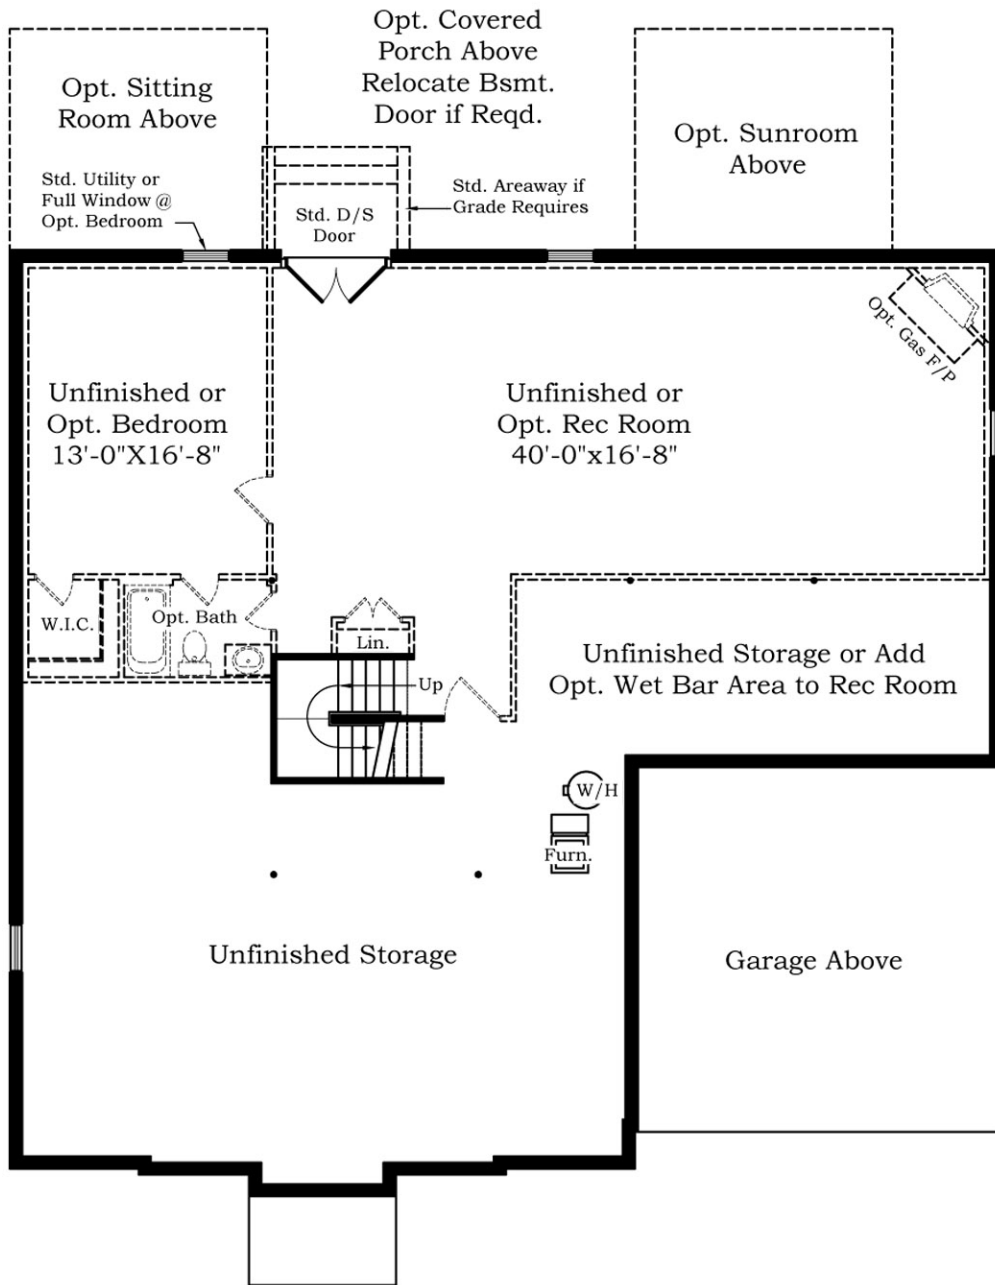 Opt. Covered
Porch Above
Relocate Bsmt.
Door if Reqd.
Opt. Sitting
Room Above
Opt. Sunroom
Above
Std. Utility or
Full Window @
Opt. Bedroom
Std. D/S
Door
Std. Areaway if
Grade Requires
Opt. Gas F/P
Unfinished or
Opt. Bedroom
13'-0"X16'-8"
Unfinished or
Opt. Rec Room
40'-0"x16'-8"
W.I.C.
Opt. Bath
Lin.
Up
Unfinished Storage or Add
Opt. Wet Bar Area to Rec Room
W/H
Furn.
Unfinished Storage
Garage Above